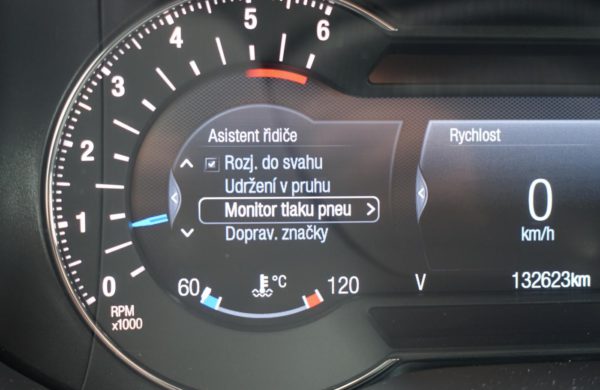 6
5
4
3
2
1
0
RPM
x1000
Asistent řidiče
Rozj. do svahu
Udržení v pruhu
Monitor tlaku pneu >
Doprav. značky
60 °C 120
Rychlost
0
km/h
V 132623km